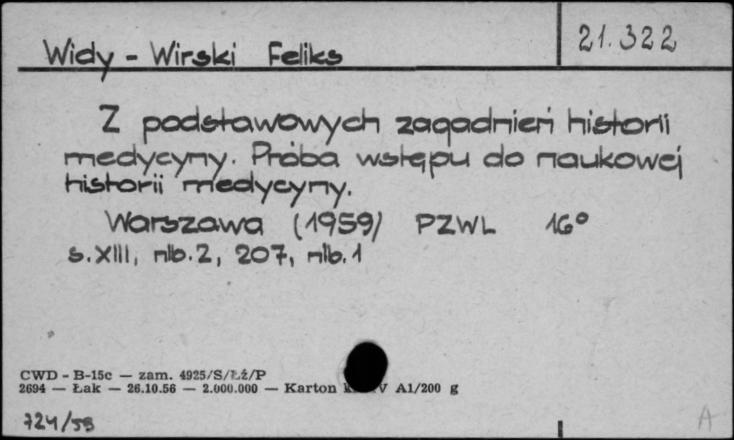 21.322
Widy - Wirski Feliks
Z podstawowych zagadnień historii
medycyny. Próba wstępu do naukowej
historii medycyny.
Warszawa (1959) PZWL 16°
s.XIII, nlb.2, 207, nlb.1
CWD - B-15c — zam. 4925/S/Łź/P
2694 — Łak — 26.10.56 — 2.000.000 — Karton V A1/200 g
724/59
A